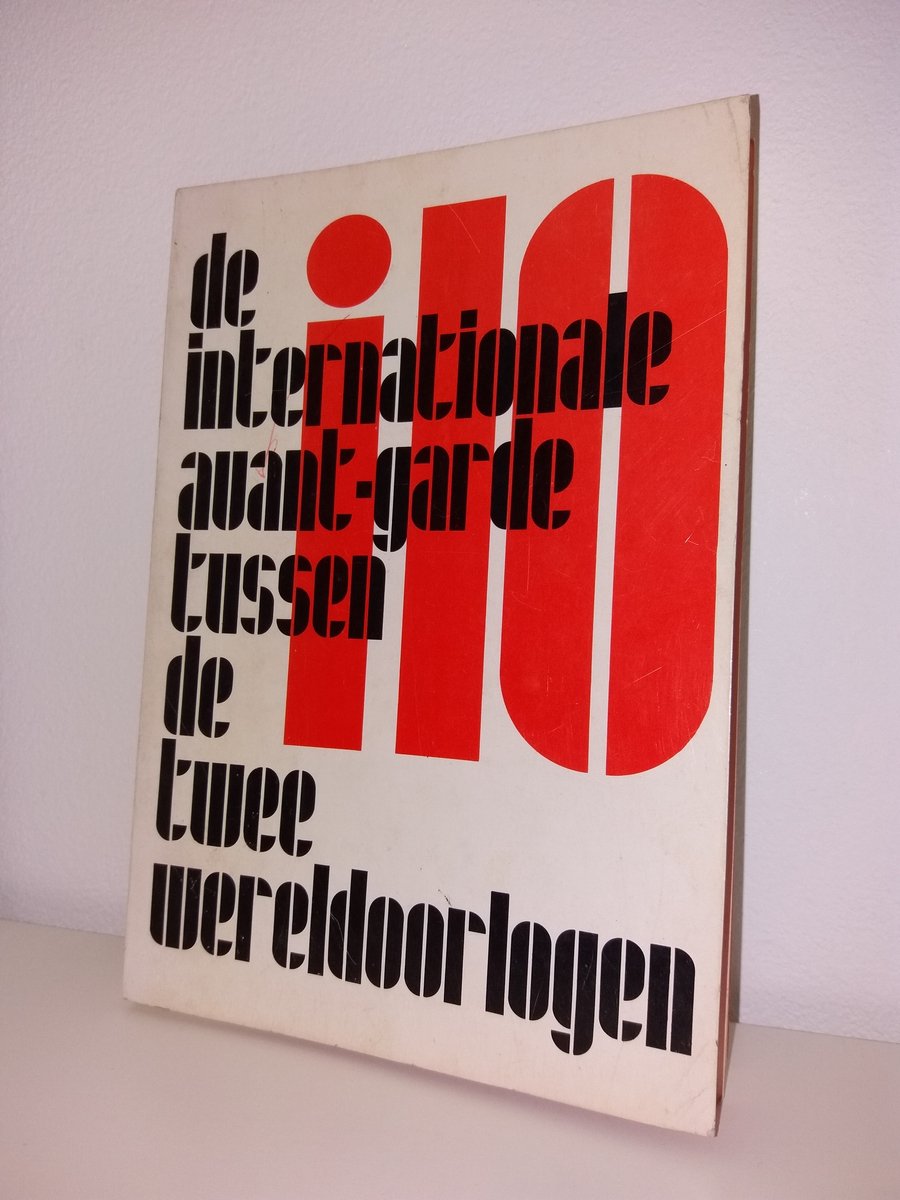 i10
de
internationale
avant-garde
tussen
de
twee
wereldoorlogen